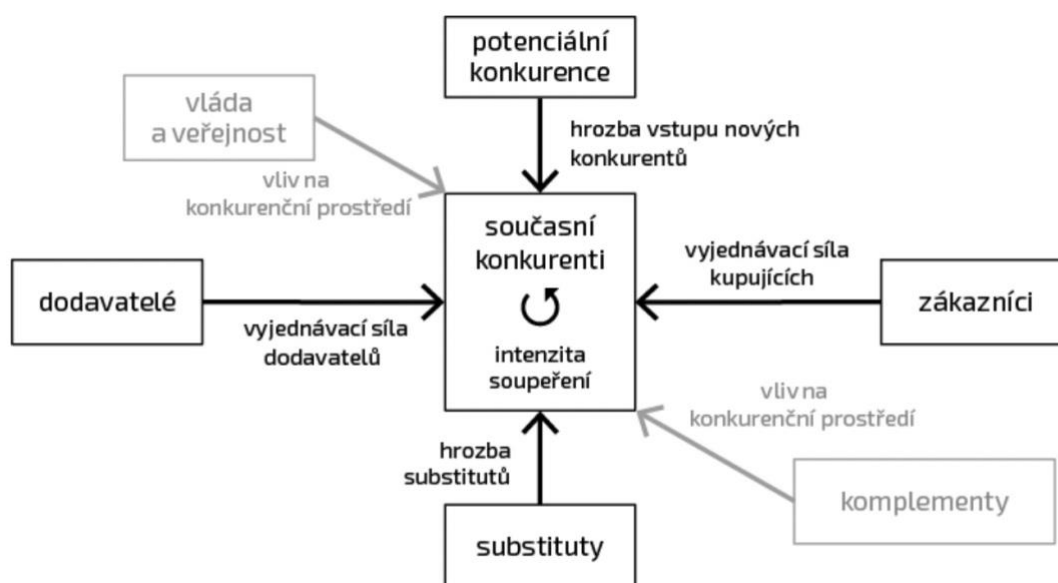 potenciální
konkurence
vláda
a veřejnost
hrozba vstupu nových
konkurentů
vliv na
konkurenční prostředí
současní
konkurenti
intenzita
soupeření
dodavatelé
vyjednávací síla
dodavatelů
vyjednávací síla
kupujících
zákazníci
vliv na
konkurenční prostředí
hrozba
substitutů
komplementy
substituty